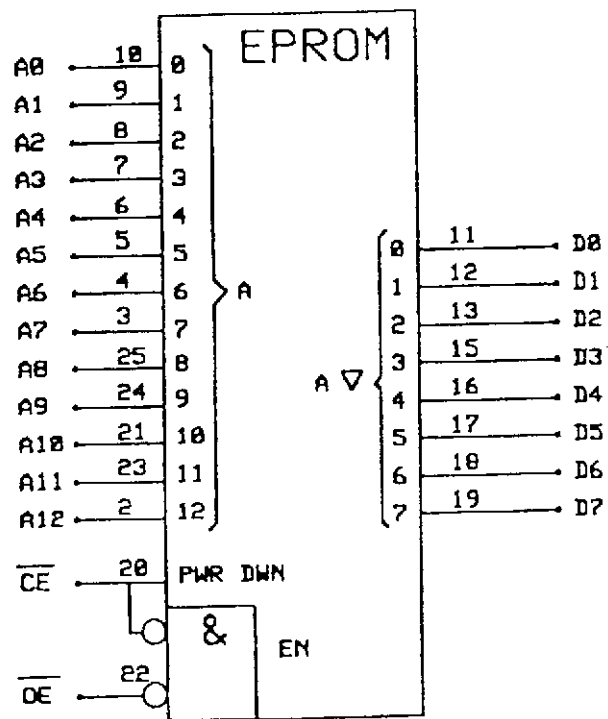 EPROM
A0 10 0
A1 9 1
A2 8 2
A3 7 3
A4 6 4
A5 5 5
A6 4 6
A7 3 7
A8 25 8
A9 24 9
A10 21 10
A11 23 11
A12 2 12
A
A ▽
0 11 D0
1 12 D1
2 13 D2
3 15 D3
4 16 D4
5 17 D5
6 18 D6
7 19 D7
CE 20 PWR DWN
& EN
OE 22